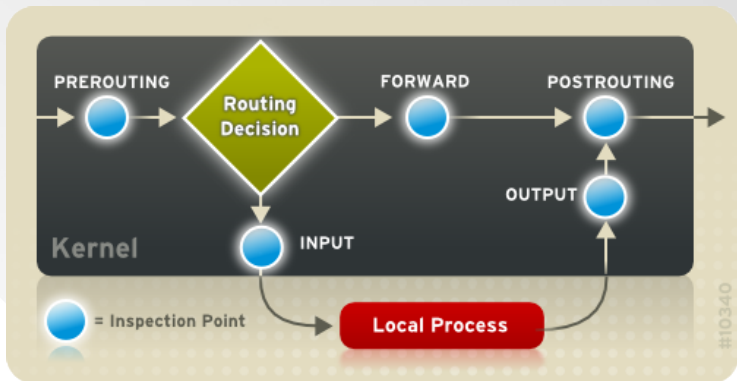 PREROUTING
Routing
Decision
FORWARD
POSTROUTING
OUTPUT
INPUT
Kernel
= Inspection Point
Local Process
#10340